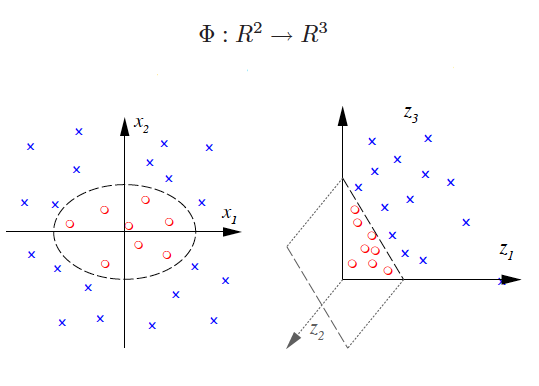 Φ : R² → R³
x₂
x₁
z₃
z₁
z₂